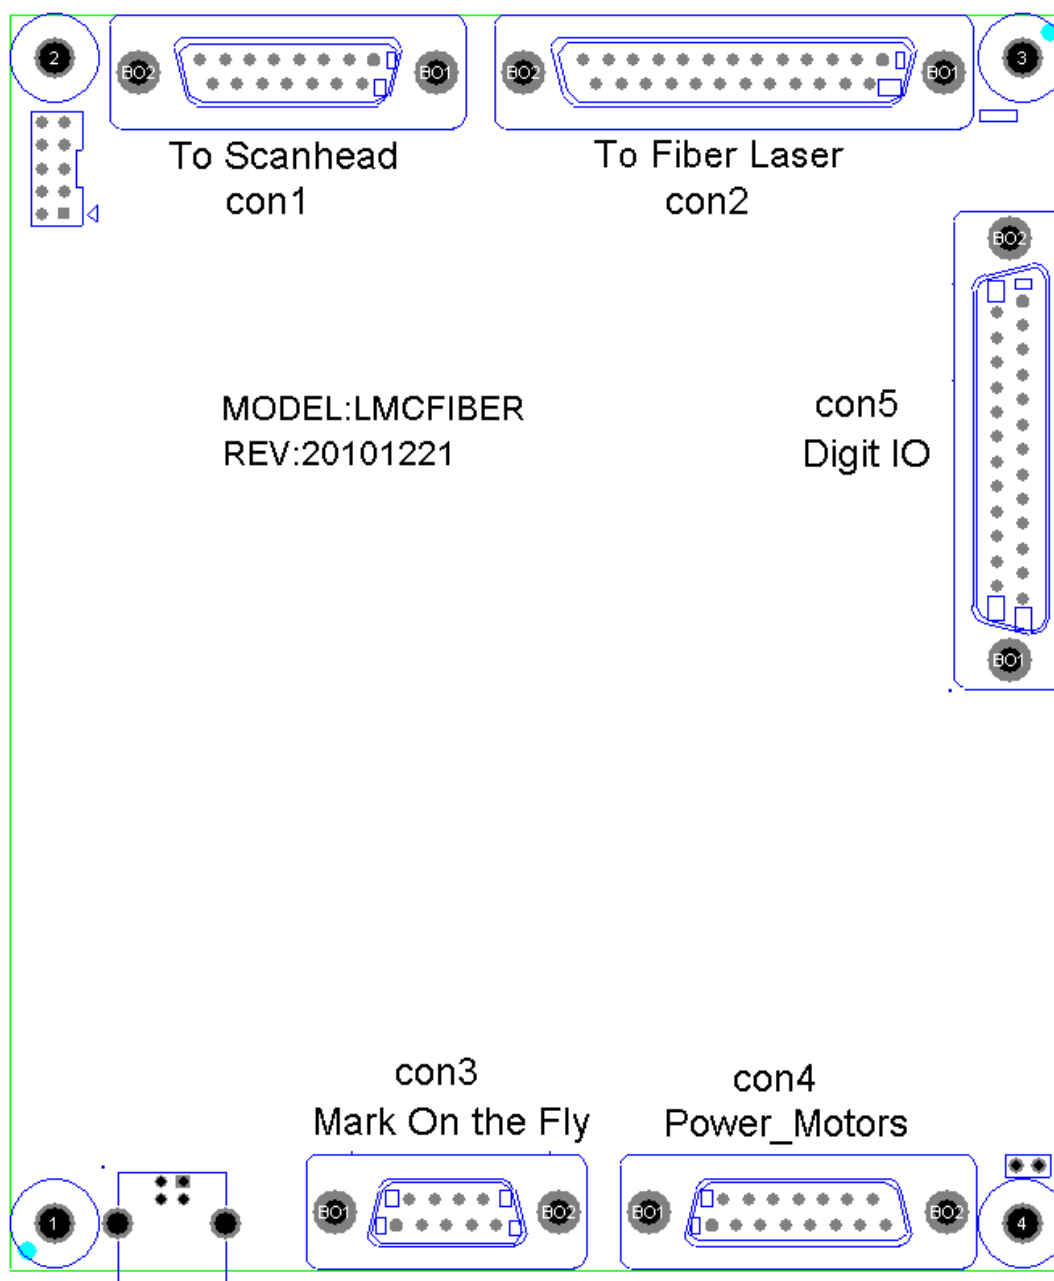 2
BO2
BO1
BO2
BO1
3
To Scanhead
con1
To Fiber Laser
con2
BO2
MODEL:LMCFIBER
REV:20101221
con5
Digit IO
BO1
con3
Mark On the Fly
con4
Power_Motors
1
BO1
BO2
BO1
BO2
4